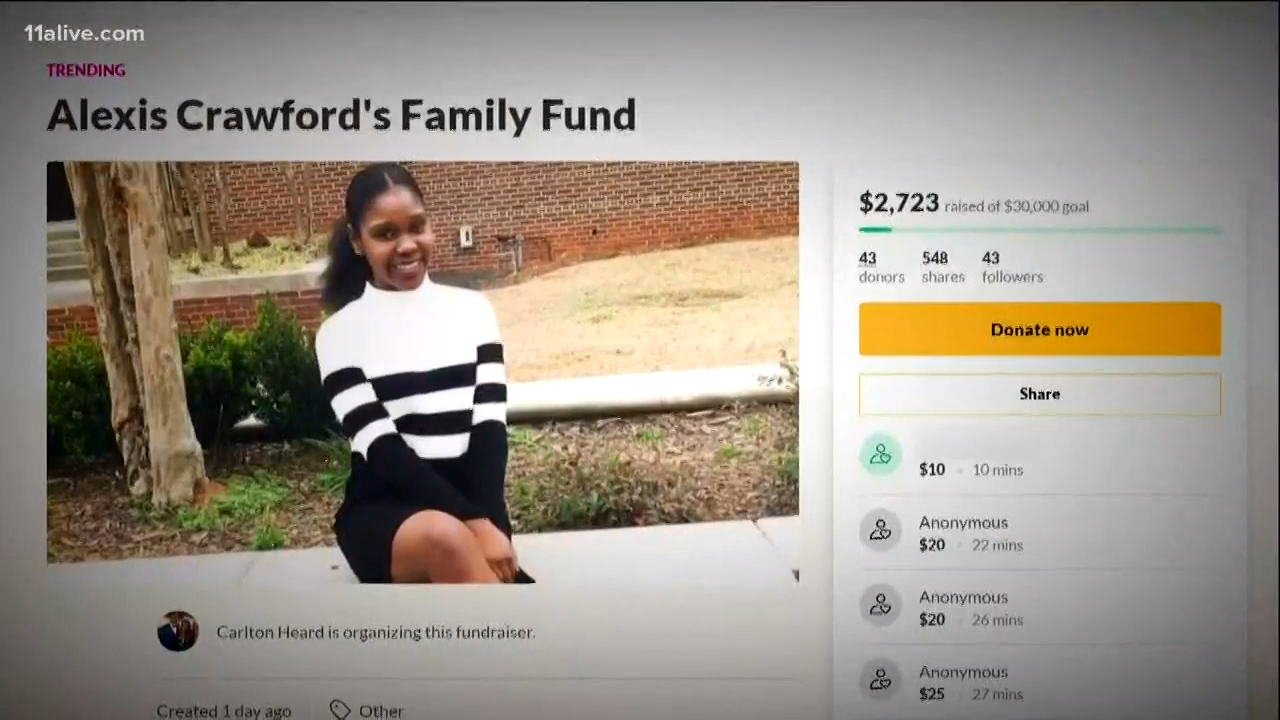 11alive.com
TRENDING
Alexis Crawford's Family Fund
$2,723 raised of $30,000 goal
43 548 43
donors shares followers
Donate now
Share
$10 10 mins
Anonymous
$20 22 mins
Anonymous
$20 26 mins
Anonymous
$25 27 mins
Carlton Heard is organizing this fundraiser.
Created 1 day ago Other